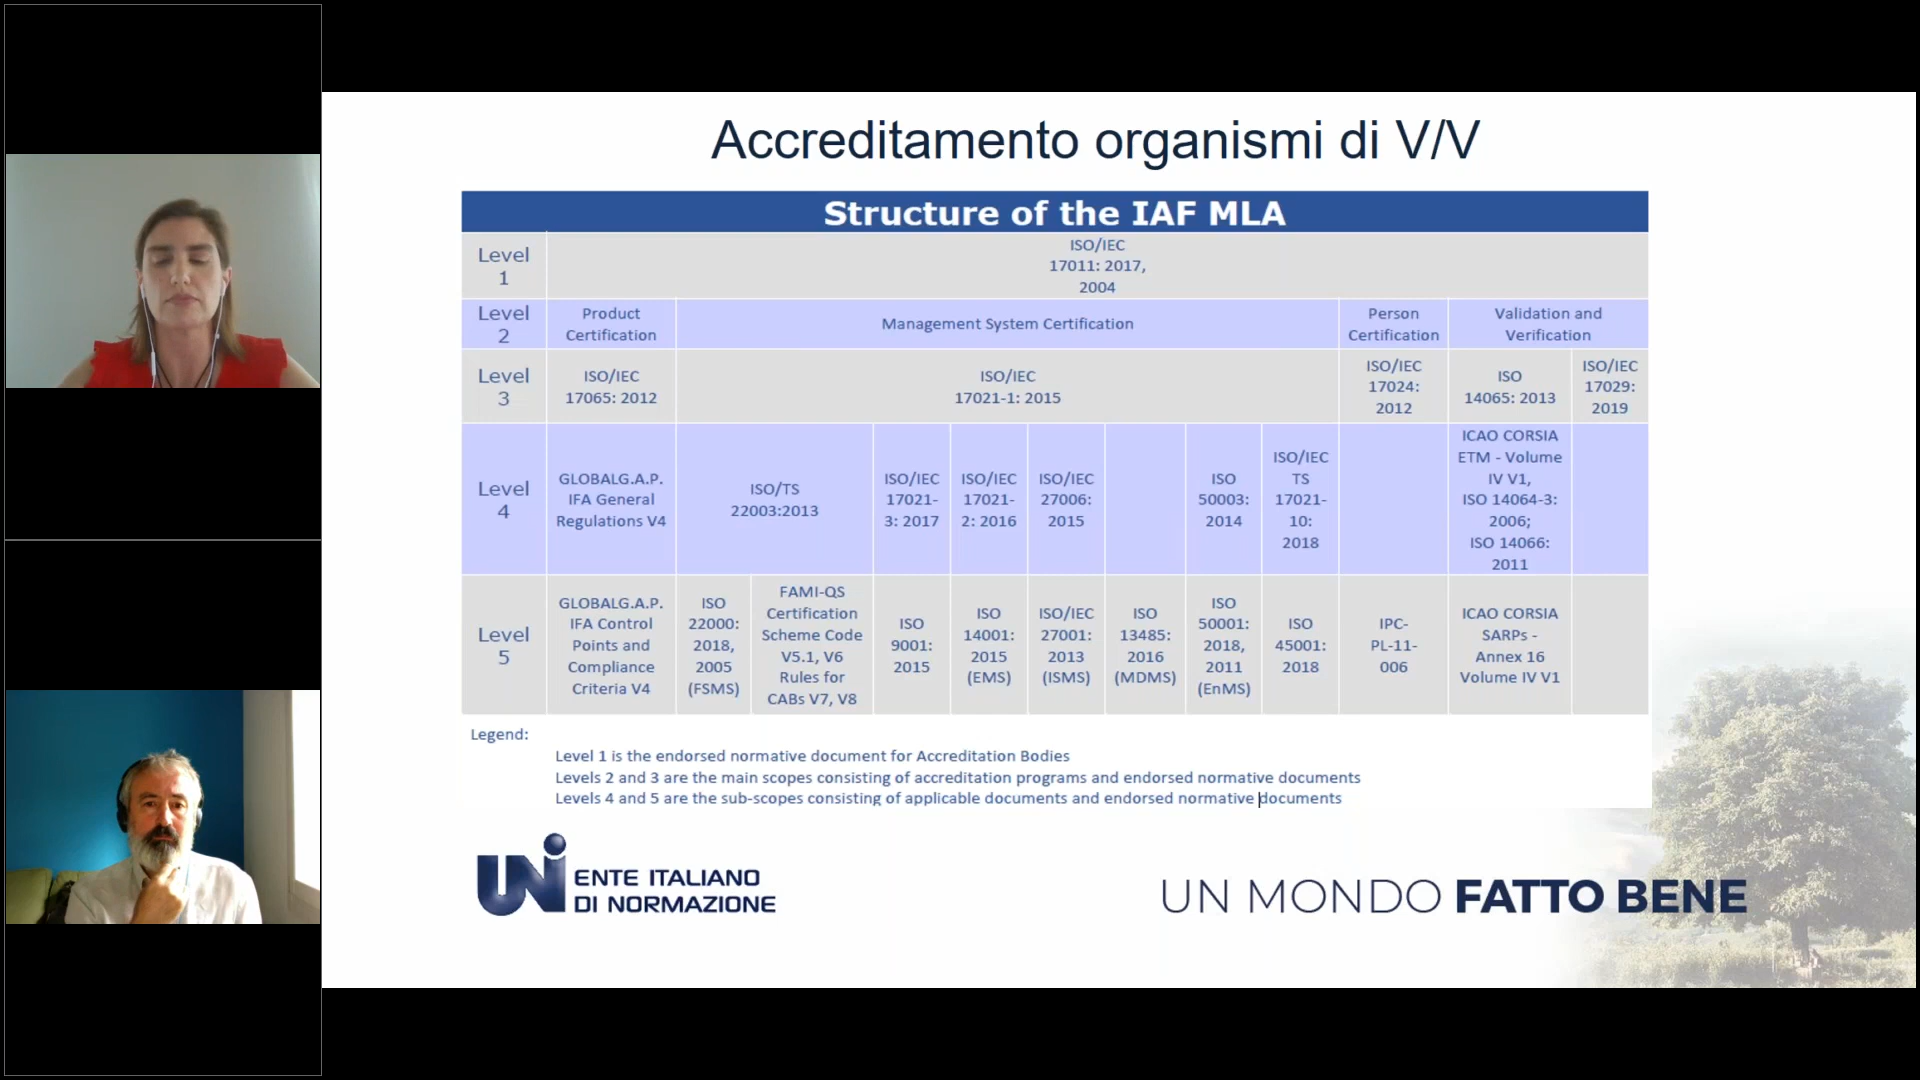 Accreditamento organismi di V/V
Structure of the IAF MLA
Level
1
ISO/IEC
17011: 2017,
2004
Level
2
Product
Certification
Management System Certification
Person
Certification
Validation and
Verification
Level
3
ISO/IEC
17065: 2012
ISO/IEC
17021-1: 2015
ISO/IEC
17024:
2012
ISO
14065: 2013
ISO/IEC
17029:
2019
Level
4
GLOBALG.A.P.
IFA General
Regulations V4
ISO/TS
22003:2013
ISO/IEC
17021-
3: 2017
ISO/IEC
17021-
2: 2016
ISO/IEC
27006:
2015
ISO
50003:
2014
ISO/IEC
TS
17021-
10:
2018
ICAO CORSIA
ETM - Volume
IV V1,
ISO 14064-3:
2006;
ISO 14066:
2011
Level
5
GLOBALG.A.P.
IFA Control
Points and
Compliance
Criteria V4
ISO
22000:
2018,
2005
(FSMS)
FAMI-QS
Certification
Scheme Code
V5.1, V6
Rules for
CABs V7, V8
ISO
9001:
2015
ISO
14001:
2015
(EMS)
ISO/IEC
27001:
2013
(ISMS)
ISO
13485:
2016
(MDMS)
ISO
50001:
2018,
2011
(EnMS)
ISO
45001:
2018
IPC-
PL-11-
006
ICAO CORSIA
SARPs -
Annex 16
Volume IV V1
Legend:
Level 1 is the endorsed normative document for Accreditation Bodies
Levels 2 and 3 are the main scopes consisting of accreditation programs and endorsed normative documents
Levels 4 and 5 are the sub-scopes consisting of applicable documents and endorsed normative documents
UNI
ENTE ITALIANO
DI NORMAZIONE
UN MONDO FATTO BENE